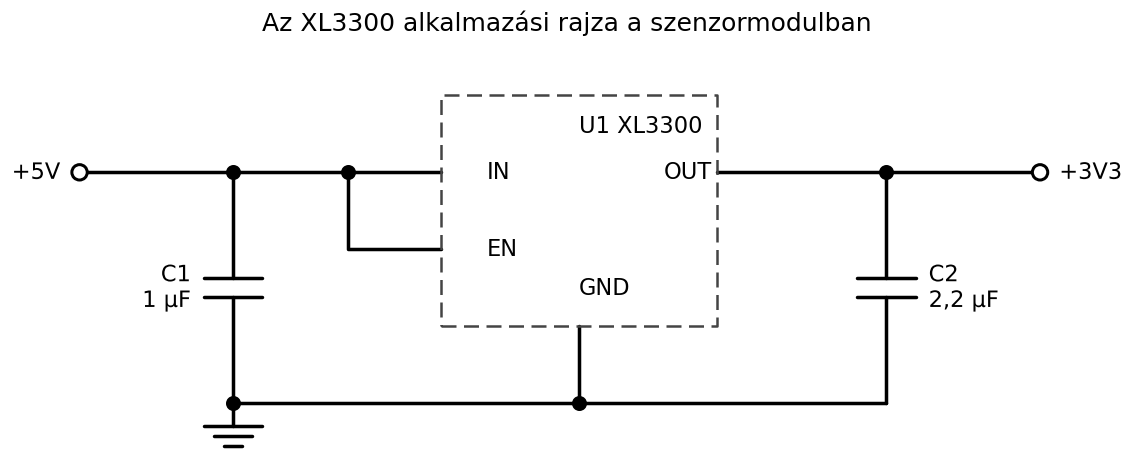 Az XL3300 alkalmazási rajza a szenzormodulban
U1 XL3300
+5V
IN
OUT
+3V3
EN
C1
1 µF
GND
C2
2,2 µF